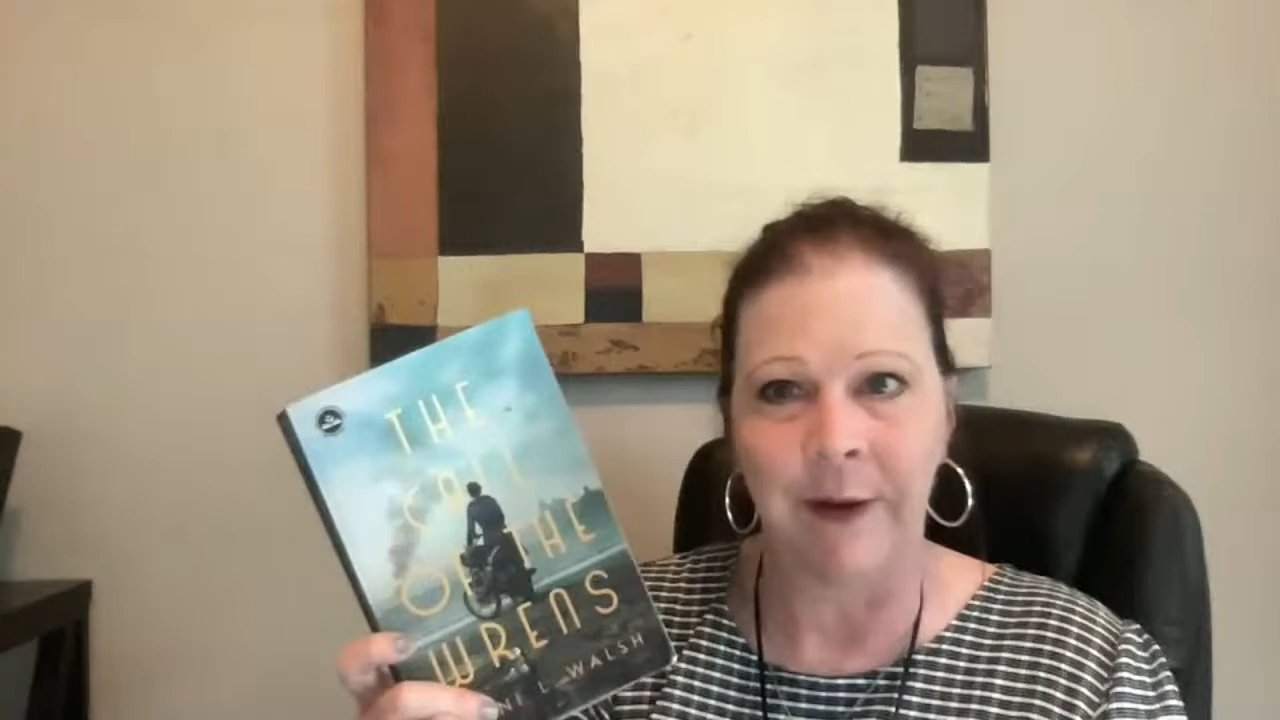 THE
CALL
OF THE
WRENS
L. WALSH